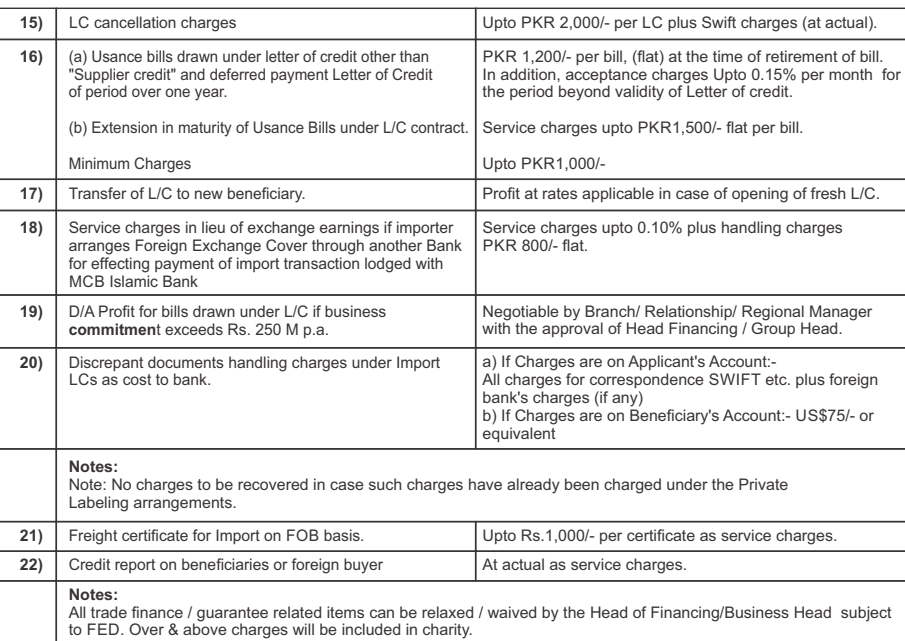 15) LC cancellation charges Upto PKR 2,000/- per LC plus Swift charges (at actual).
16) (a) Usance bills drawn under letter of credit other than
"Supplier credit" and deferred payment Letter of Credit
of period over one year.
PKR 1,200/- per bill, (flat) at the time of retirement of bill.
In addition, acceptance charges Upto 0.15% per month for
the period beyond validity of Letter of credit.
(b) Extension in maturity of Usance Bills under L/C contract. Service charges upto PKR1,500/- flat per bill.
Minimum Charges Upto PKR1,000/-
17) Transfer of L/C to new beneficiary. Profit at rates applicable in case of opening of fresh L/C.
18) Service charges in lieu of exchange earnings if importer
arranges Foreign Exchange Cover through another Bank
for effecting payment of import transaction lodged with
MCB Islamic Bank
Service charges upto 0.10% plus handling charges
PKR 800/- flat.
19) D/A Profit for bills drawn under L/C if business
commitment exceeds Rs. 250 M p.a.
Negotiable by Branch/ Relationship/ Regional Manager
with the approval of Head Financing / Group Head.
20) Discrepant documents handling charges under Import
LCs as cost to bank.
a) If Charges are on Applicant's Account:-
All charges for correspondence SWIFT etc. plus foreign
bank's charges (if any)
b) If Charges are on Beneficiary's Account:- US$75/- or
equivalent
Notes:
Note: No charges to be recovered in case such charges have already been charged under the Private
Labeling arrangements.
21) Freight certificate for Import on FOB basis. Upto Rs.1,000/- per certificate as service charges.
22) Credit report on beneficiaries or foreign buyer At actual as service charges.
Notes:
All trade finance / guarantee related items can be relaxed / waived by the Head of Financing/Business Head subject
to FED. Over & above charges will be included in charity.